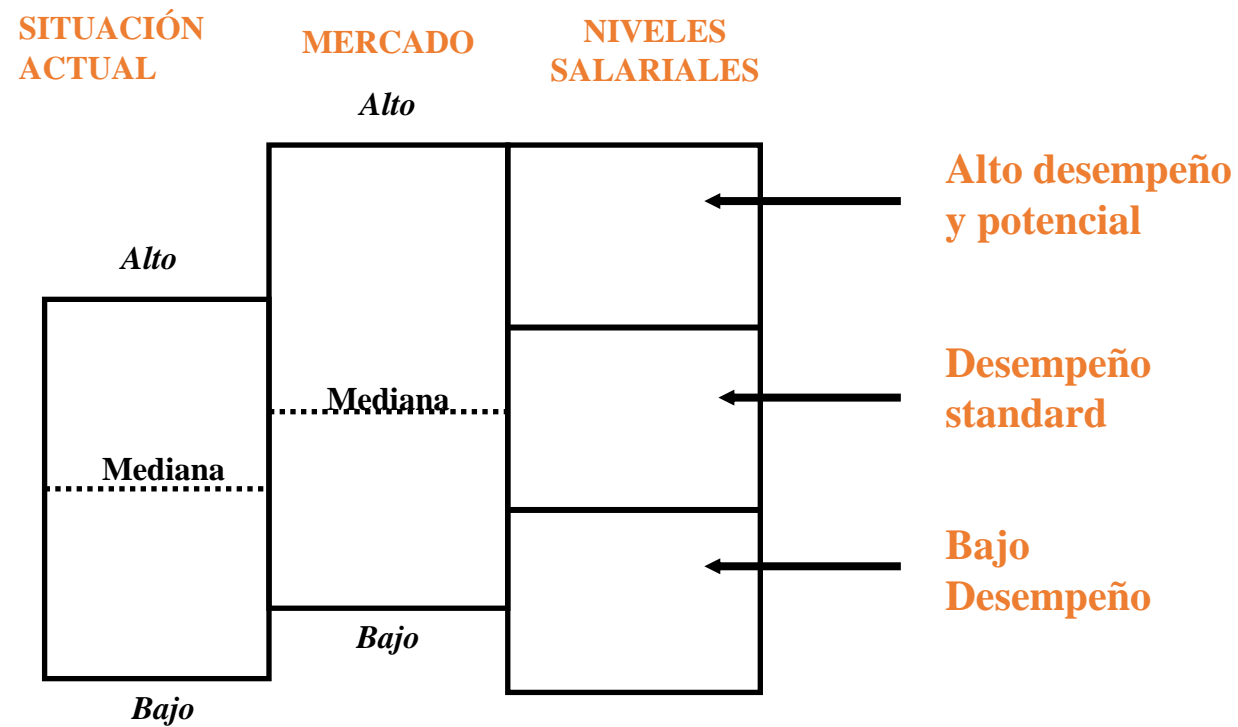 SITUACIÓN
ACTUAL
MERCADO
NIVELES
SALARIALES
Alto
Alto desempeño
y potencial
Alto
Desempeño
standard
Mediana
Mediana
Bajo
Desempeño
Bajo
Bajo